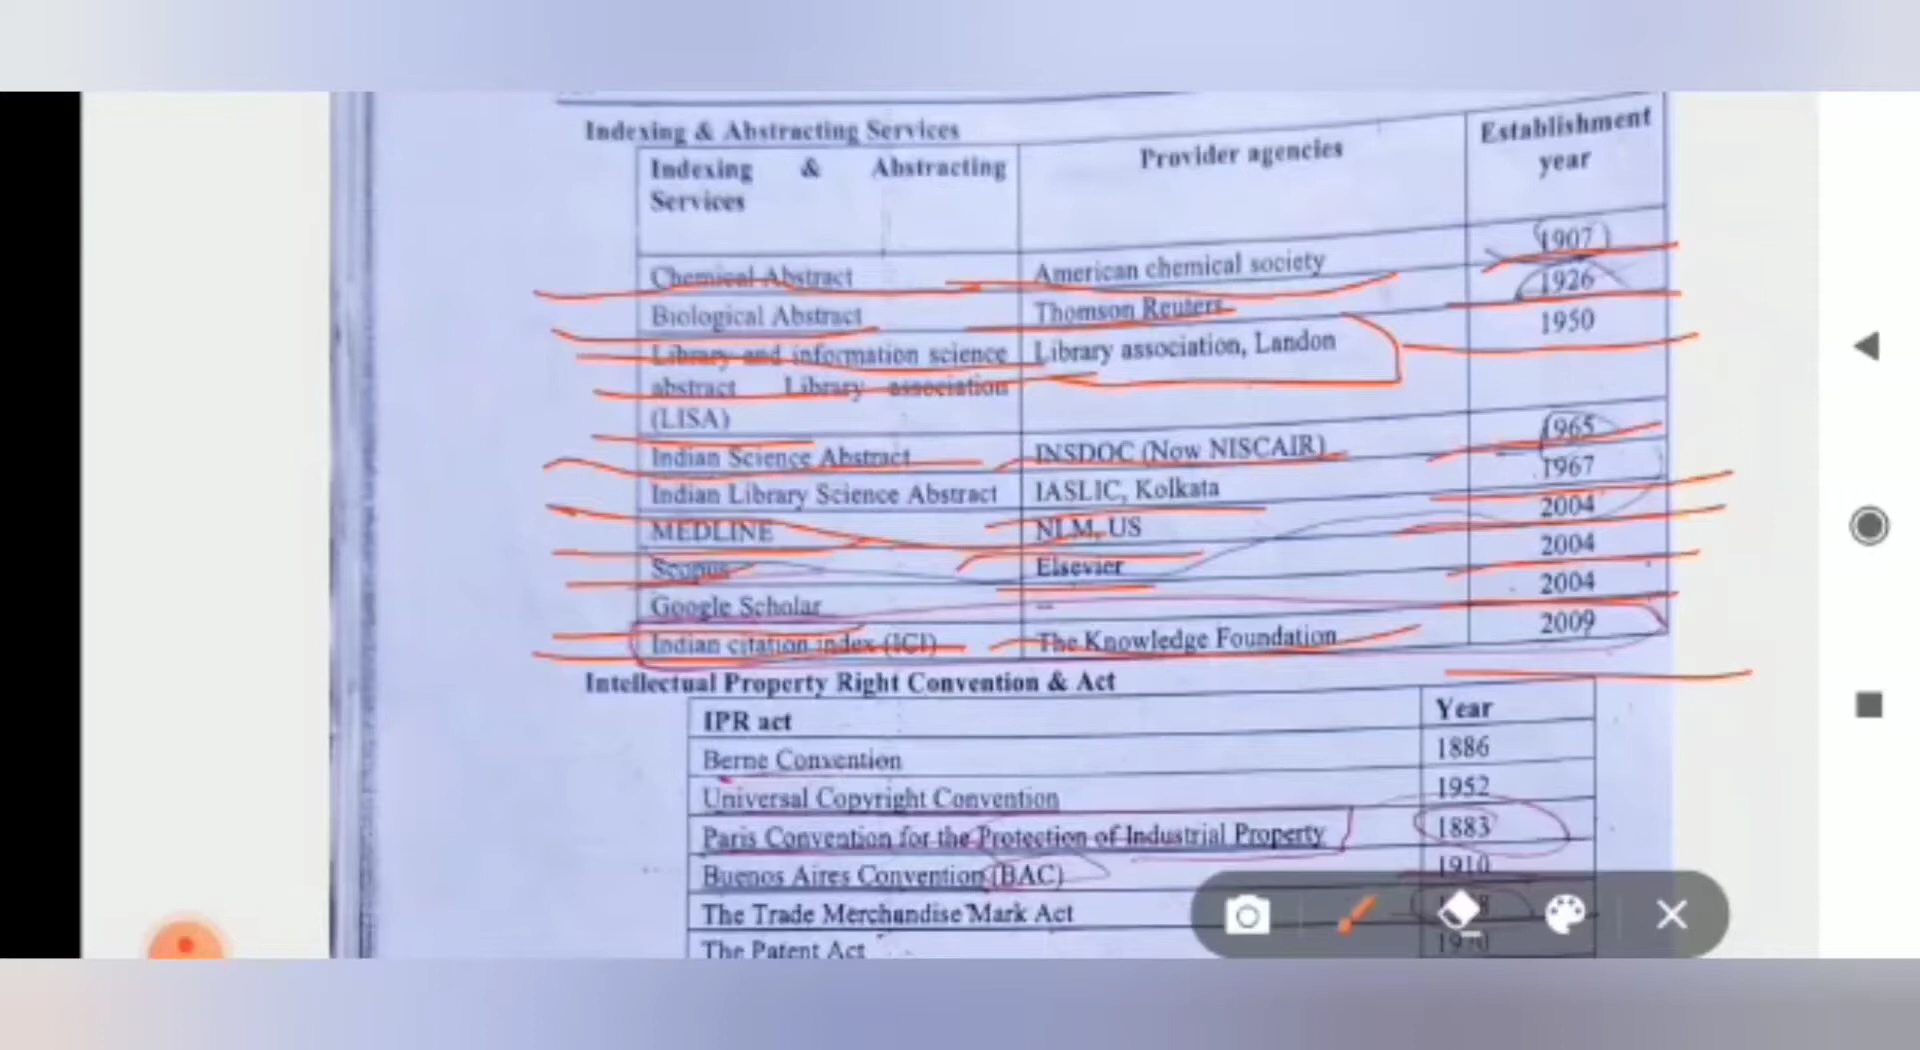 Indexing & Abstracting Services
Indexing & Abstracting Services Provider agencies Establishment year
Chemical Abstract American chemical society 1907
Biological Abstract Thomson Reuters 1926
Library and information science Library association, Landon 1950
abstract Library association
(LISA)
Indian Science Abstract INSDOC (Now NISCAIR) 1965
Indian Library Science Abstract IASLIC, Kolkata 1967
MEDLINE NLM, US 2004
Scopus Elsevier 2004
Google Scholar -- 2004
Indian citation index (ICI) The Knowledge Foundation 2009
Intellectual Property Right Convention & Act
IPR act Year
Berne Convention 1886
Universal Copyright Convention 1952
Paris Convention for the Protection of Industrial Property 1883
Buenos Aires Convention (BAC) 1910
The Trade Merchandise Mark Act
The Patent Act